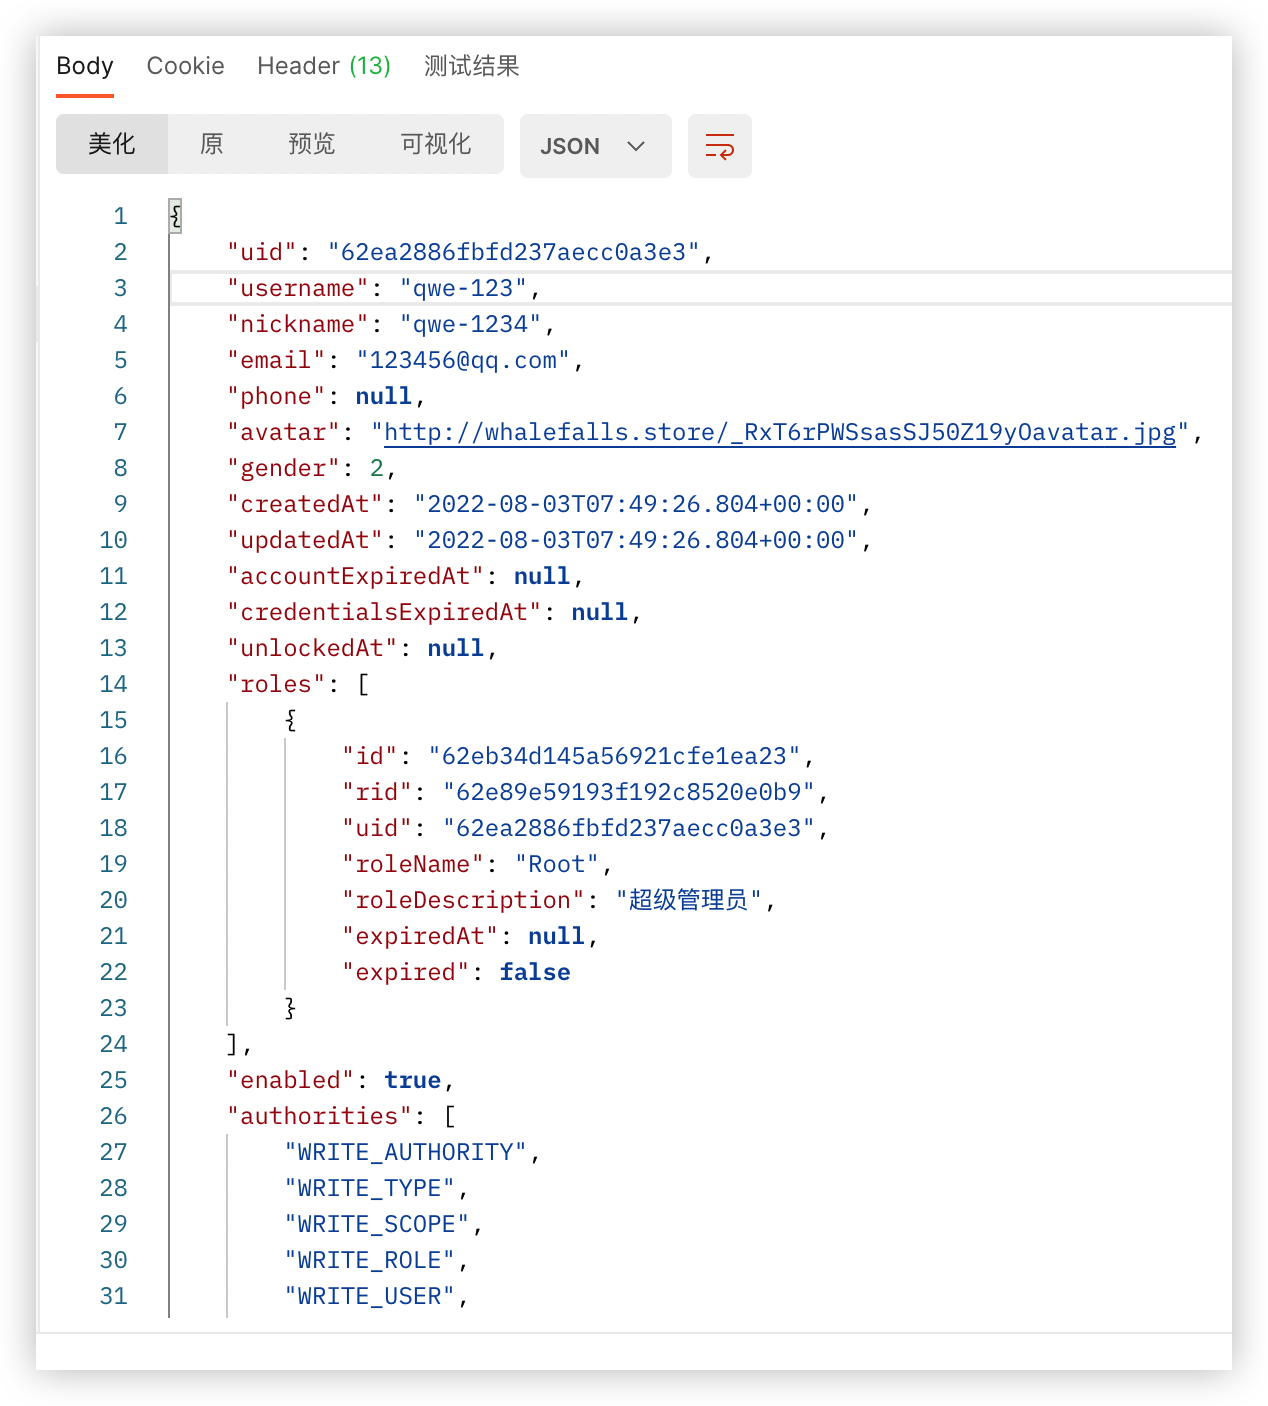 Body Cookie Header (13) 测试结果
美化 原 预览 可视化 JSON
1 {
2 "uid": "62ea2886fbfd237aecc0a3e3",
3 "username": "qwe-123",
4 "nickname": "qwe-1234",
5 "email": "123456@qq.com",
6 "phone": null,
7 "avatar": "http://whalefalls.store/_RxT6rPWSsasSJ50Z19yOavatar.jpg",
8 "gender": 2,
9 "createdAt": "2022-08-03T07:49:26.804+00:00",
10 "updatedAt": "2022-08-03T07:49:26.804+00:00",
11 "accountExpiredAt": null,
12 "credentialsExpiredAt": null,
13 "unlockedAt": null,
14 "roles": [
15 {
16 "id": "62eb34d145a56921cfe1ea23",
17 "rid": "62e89e59193f192c8520e0b9",
18 "uid": "62ea2886fbfd237aecc0a3e3",
19 "roleName": "Root",
20 "roleDescription": "超级管理员",
21 "expiredAt": null,
22 "expired": false
23 }
24 ],
25 "enabled": true,
26 "authorities": [
27 "WRITE_AUTHORITY",
28 "WRITE_TYPE",
29 "WRITE_SCOPE",
30 "WRITE_ROLE",
31 "WRITE_USER",